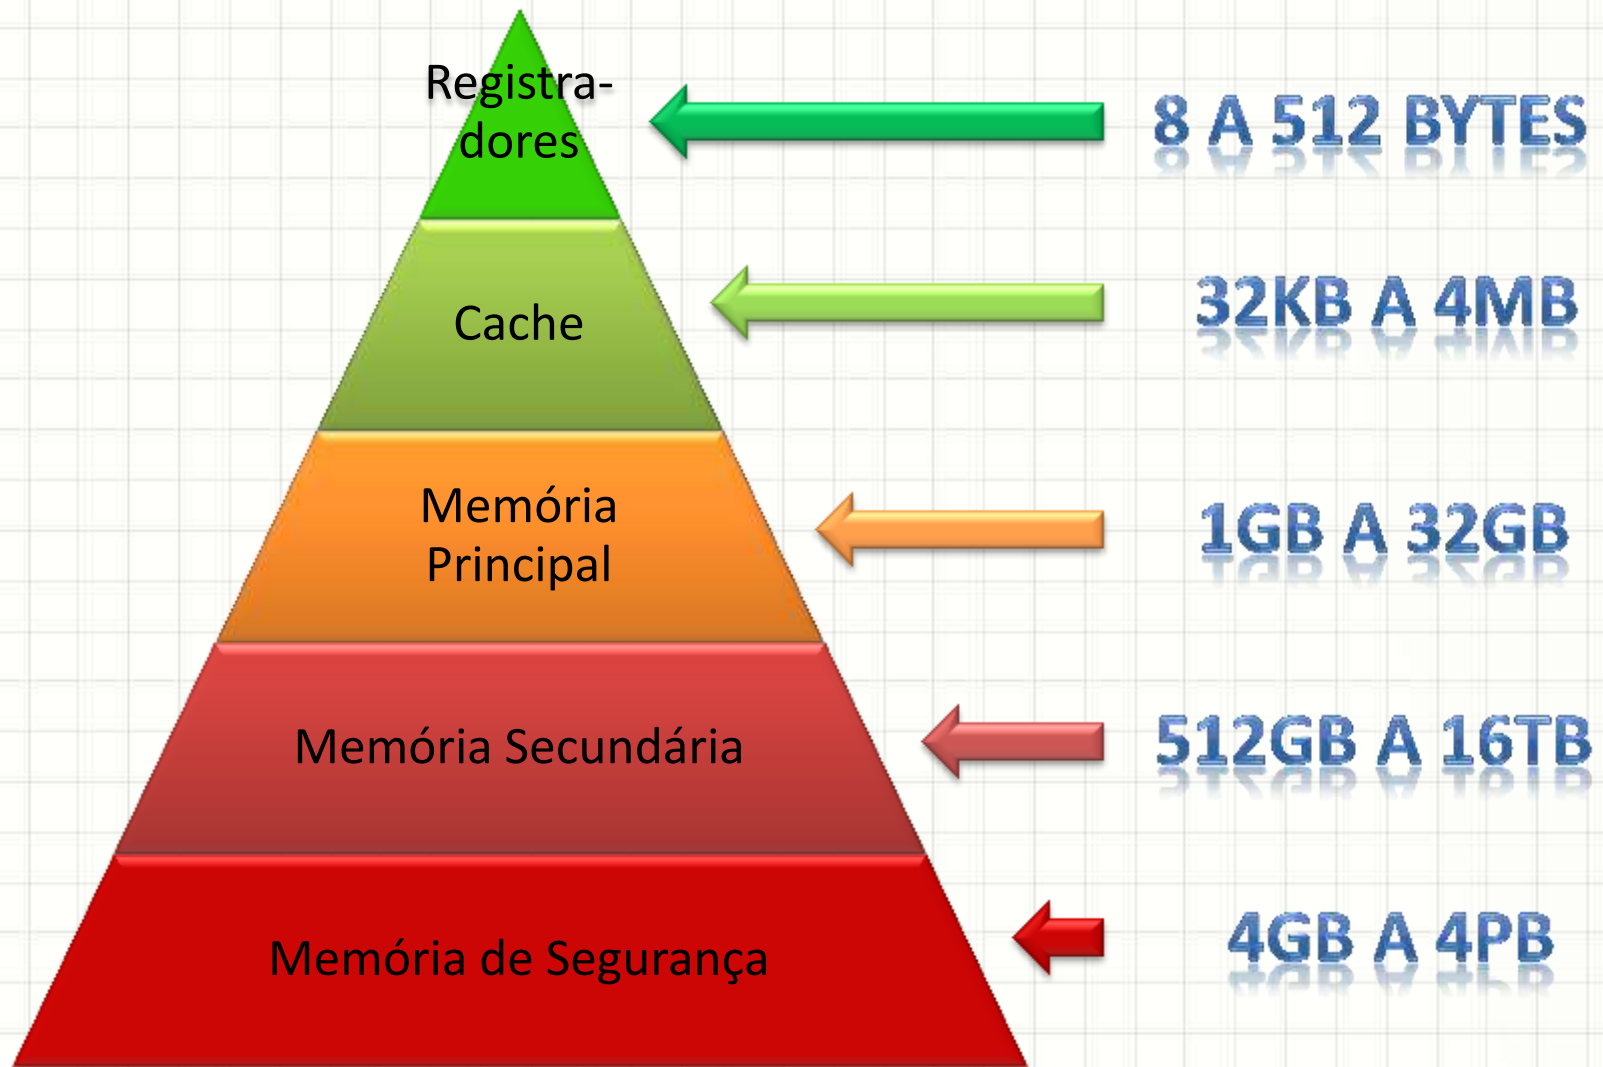 Registra-
dores
8 A 512 BYTES
Cache
32KB A 4MB
Memória
Principal
1GB A 32GB
Memória Secundária
512GB A 16TB
Memória de Segurança
4GB A 4PB